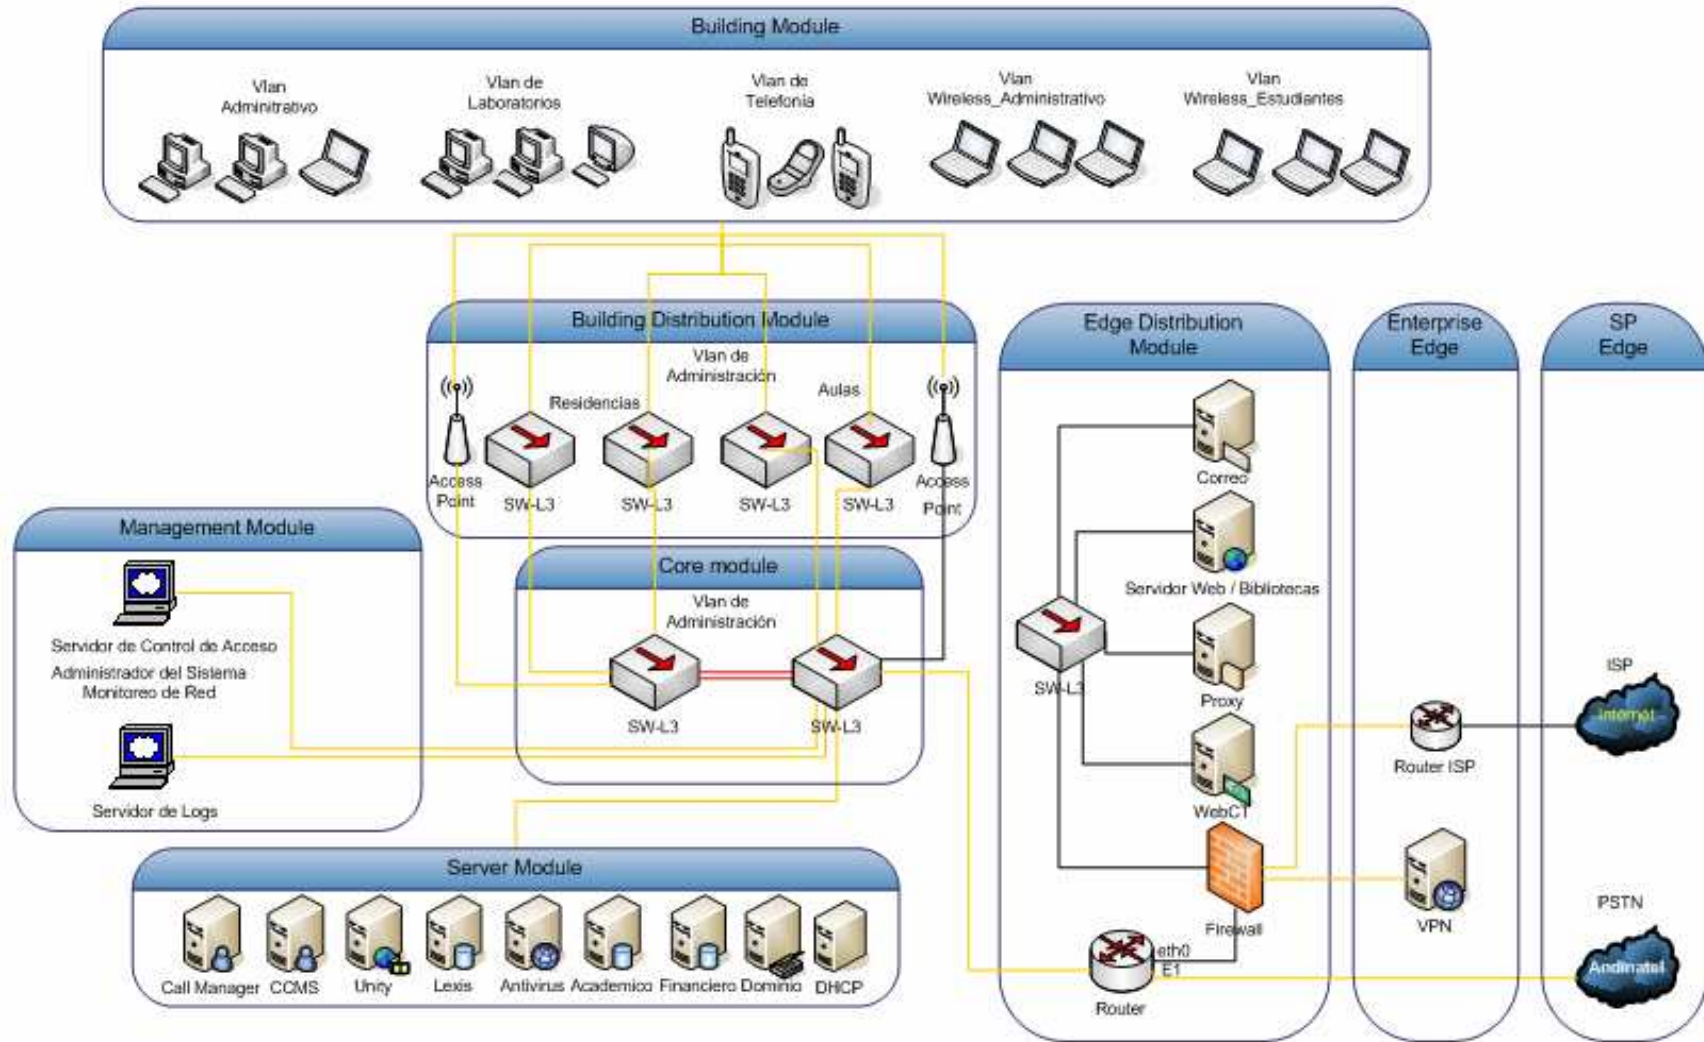 Building Module
Vlan
Adminitrativo
Vlan de
Laboratorios
Vlan de
Telefonía
Vlan
Wireless_Administrativo
Vlan
Wireless_Estudiantes
Building Distribution Module
Vlan de
Administración
Residencias
Aulas
Access
Point
SW-L3
SW-L3
SW-L3
SW-L3
Access
Point
Edge Distribution
Module
Correo
Servidor Web / Bibliotecas
SW-L3
Proxy
WebCT
Firewall
eth0
E1
Router
Enterprise
Edge
Router ISP
VPN
SP
Edge
ISP
Internet
PSTN
Andinatel
Management Module
Servidor de Control de Acceso
Administrador del Sistema
Monitoreo de Red
Servidor de Logs
Core module
Vlan de
Administración
SW-L3
SW-L3
Server Module
Call Manager
CCMS
Unity
Lexis
Antivirus
Academico
Financiero
Dominio
DHCP